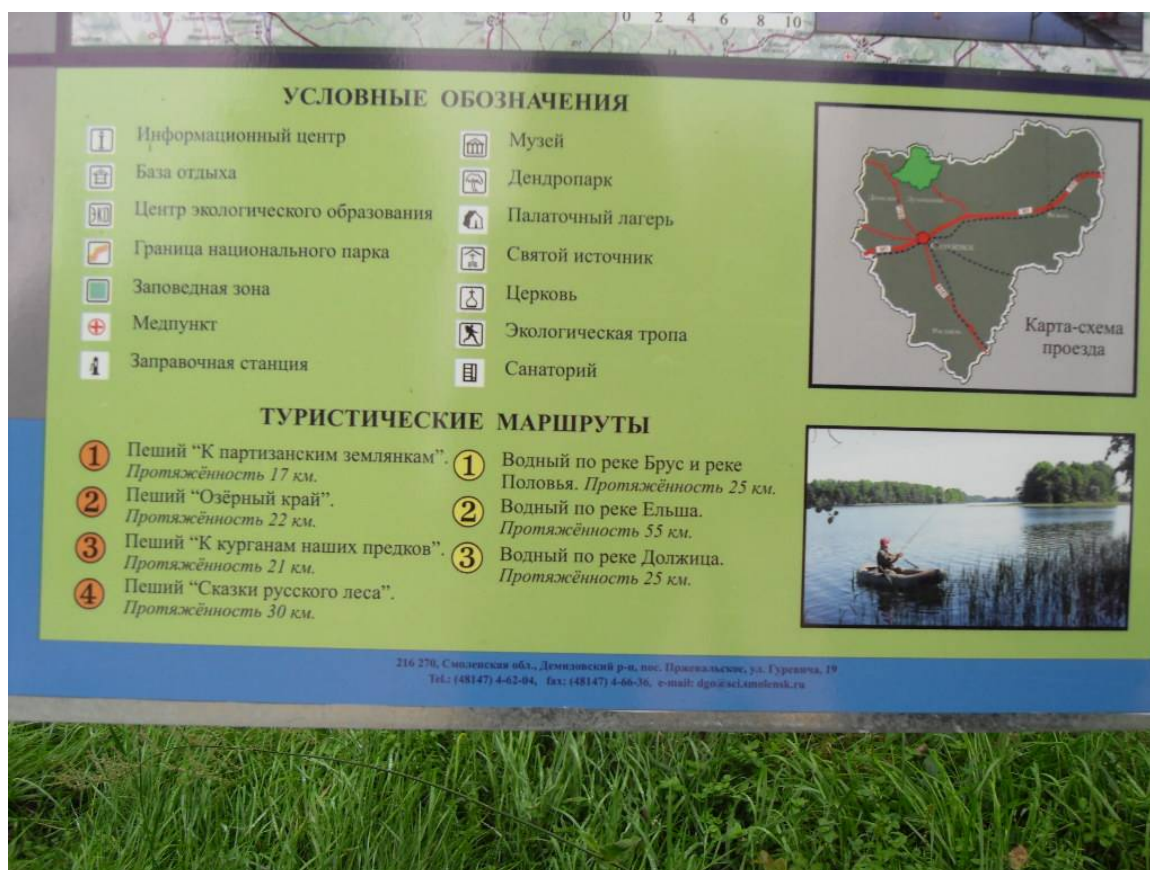 0 2 4 6 8 10
УСЛОВНЫЕ ОБОЗНАЧЕНИЯ
Информационный центр
База отдыха
ЭКО
Центр экологического образования
Граница национального парка
Заповедная зона
Медпункт
Заправочная станция
Музей
Дендропарк
Палаточный лагерь
Святой источник
Церковь
Экологическая тропа
Санаторий
Карта-схема
проезда
ТУРИСТИЧЕСКИЕ МАРШРУТЫ
1 Пеший “К партизанским землянкам”.
Протяжённость 17 км.
2 Пеший “Озёрный край”.
Протяжённость 22 км.
3 Пеший “К курганам наших предков”.
Протяжённость 21 км.
4 Пеший “Сказки русского леса”.
Протяжённость 30 км.
1 Водный по реке Брус и реке
Половья. Протяжённость 25 км.
2 Водный по реке Ельша.
Протяжённость 55 км.
3 Водный по реке Должица.
Протяжённость 25 км.
216 270, Смоленская обл., Демидовский р-н, пос. Пржевальское, ул. Гуревича, 19
Tel.: (48147) 4-62-04, fax: (48147) 4-66-36, e-mail: dgo@sci.smolensk.ru